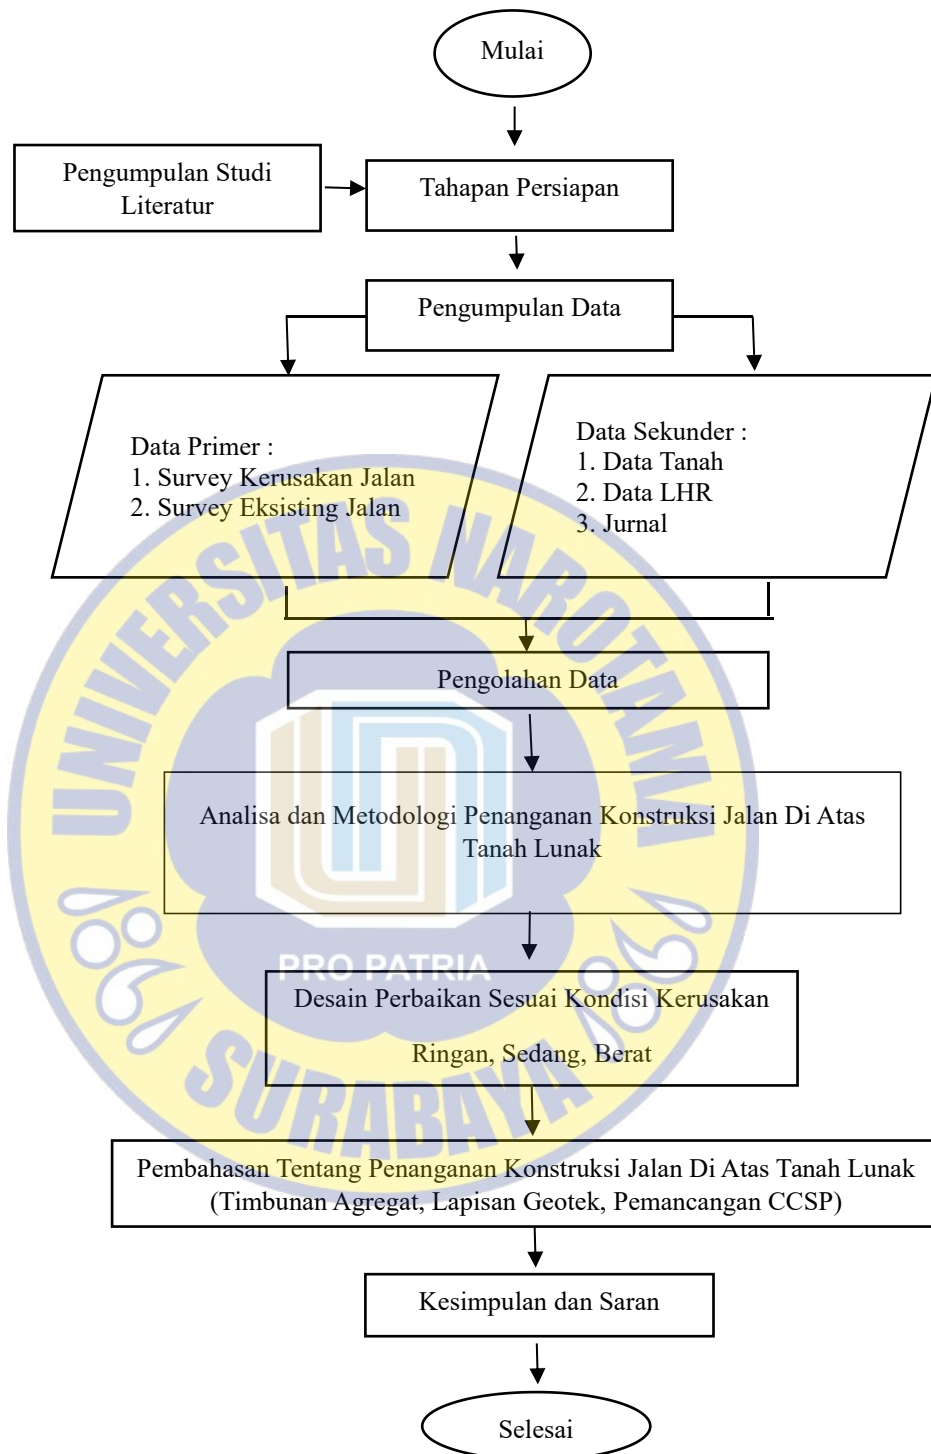 Mulai
Pengumpulan Studi
Literatur
Tahapan Persiapan
Pengumpulan Data
Data Primer :
1. Survey Kerusakan Jalan
2. Survey Eksisting Jalan
Data Sekunder :
1. Data Tanah
2. Data LHR
3. Jurnal
UNIVERSITAS NAROTAMA
Pengolahan Data
Analisa dan Metodologi Penanganan Konstruksi Jalan Di Atas
Tanah Lunak
PRO PATRIA
Desain Perbaikan Sesuai Kondisi Kerusakan
Ringan, Sedang, Berat
SURABAYA
Pembahasan Tentang Penanganan Konstruksi Jalan Di Atas Tanah Lunak
(Timbunan Agregat, Lapisan Geotek, Pemancangan CCSP)
Kesimpulan dan Saran
Selesai